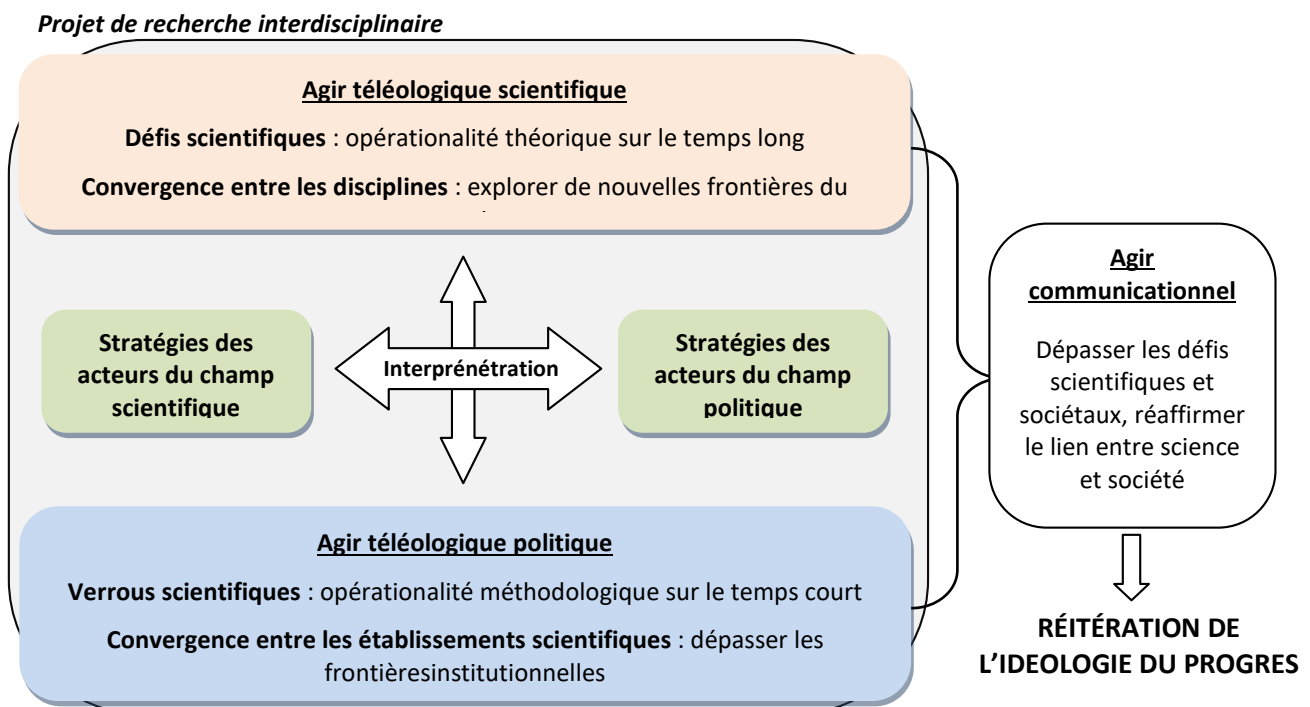 Projet de recherche interdisciplinaire
Agir téléologique scientifique
Défis scientifiques : opérationalité théorique sur le temps long
Convergence entre les disciplines : explorer de nouvelles frontières du
Stratégies des
acteurs du champ
scientifique
Interprénétration
Stratégies des
acteurs du champ
politique
Agir téléologique politique
Verrous scientifiques : opérationalité méthodologique sur le temps court
Convergence entre les établissements scientifiques : dépasser les
frontièresinstitutionnelles
Agir
communicationnel
Dépasser les défis
scientifiques et
sociétaux, réaffirmer
le lien entre science
et société
RÉITÉRATION DE
L’IDEOLOGIE DU PROGRES